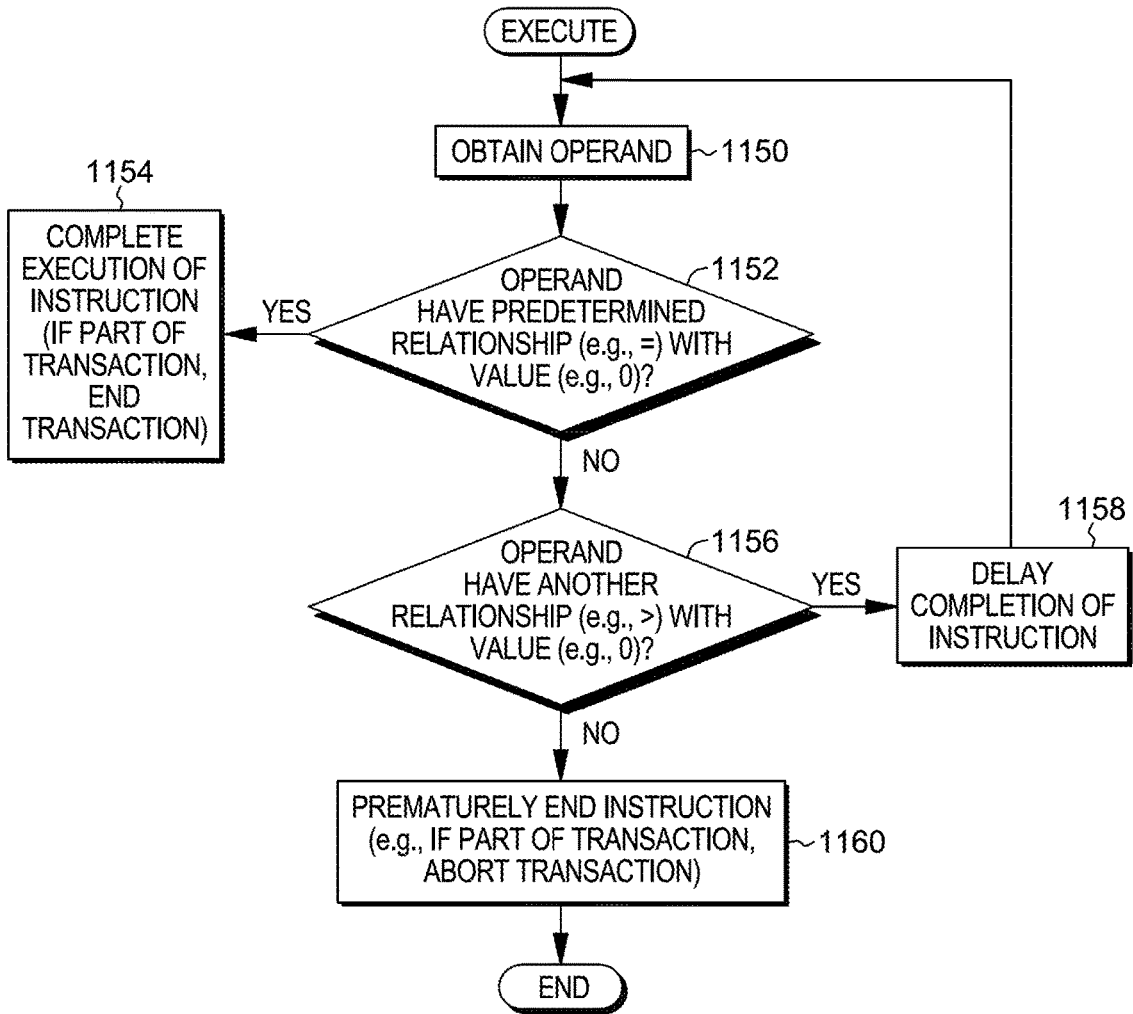 EXECUTE
OBTAIN OPERAND
1150
1154
COMPLETE
EXECUTION OF
INSTRUCTION
(IF PART OF
TRANSACTION,
END
TRANSACTION)
YES
1152
OPERAND
HAVE PREDETERMINED
RELATIONSHIP (e.g., =) WITH
VALUE (e.g., 0)?
NO
1156
OPERAND
HAVE ANOTHER
RELATIONSHIP (e.g., >) WITH
VALUE (e.g., 0)?
YES
1158
DELAY
COMPLETION OF
INSTRUCTION
NO
PREMATURELY END INSTRUCTION
(e.g., IF PART OF TRANSACTION,
ABORT TRANSACTION)
1160
END